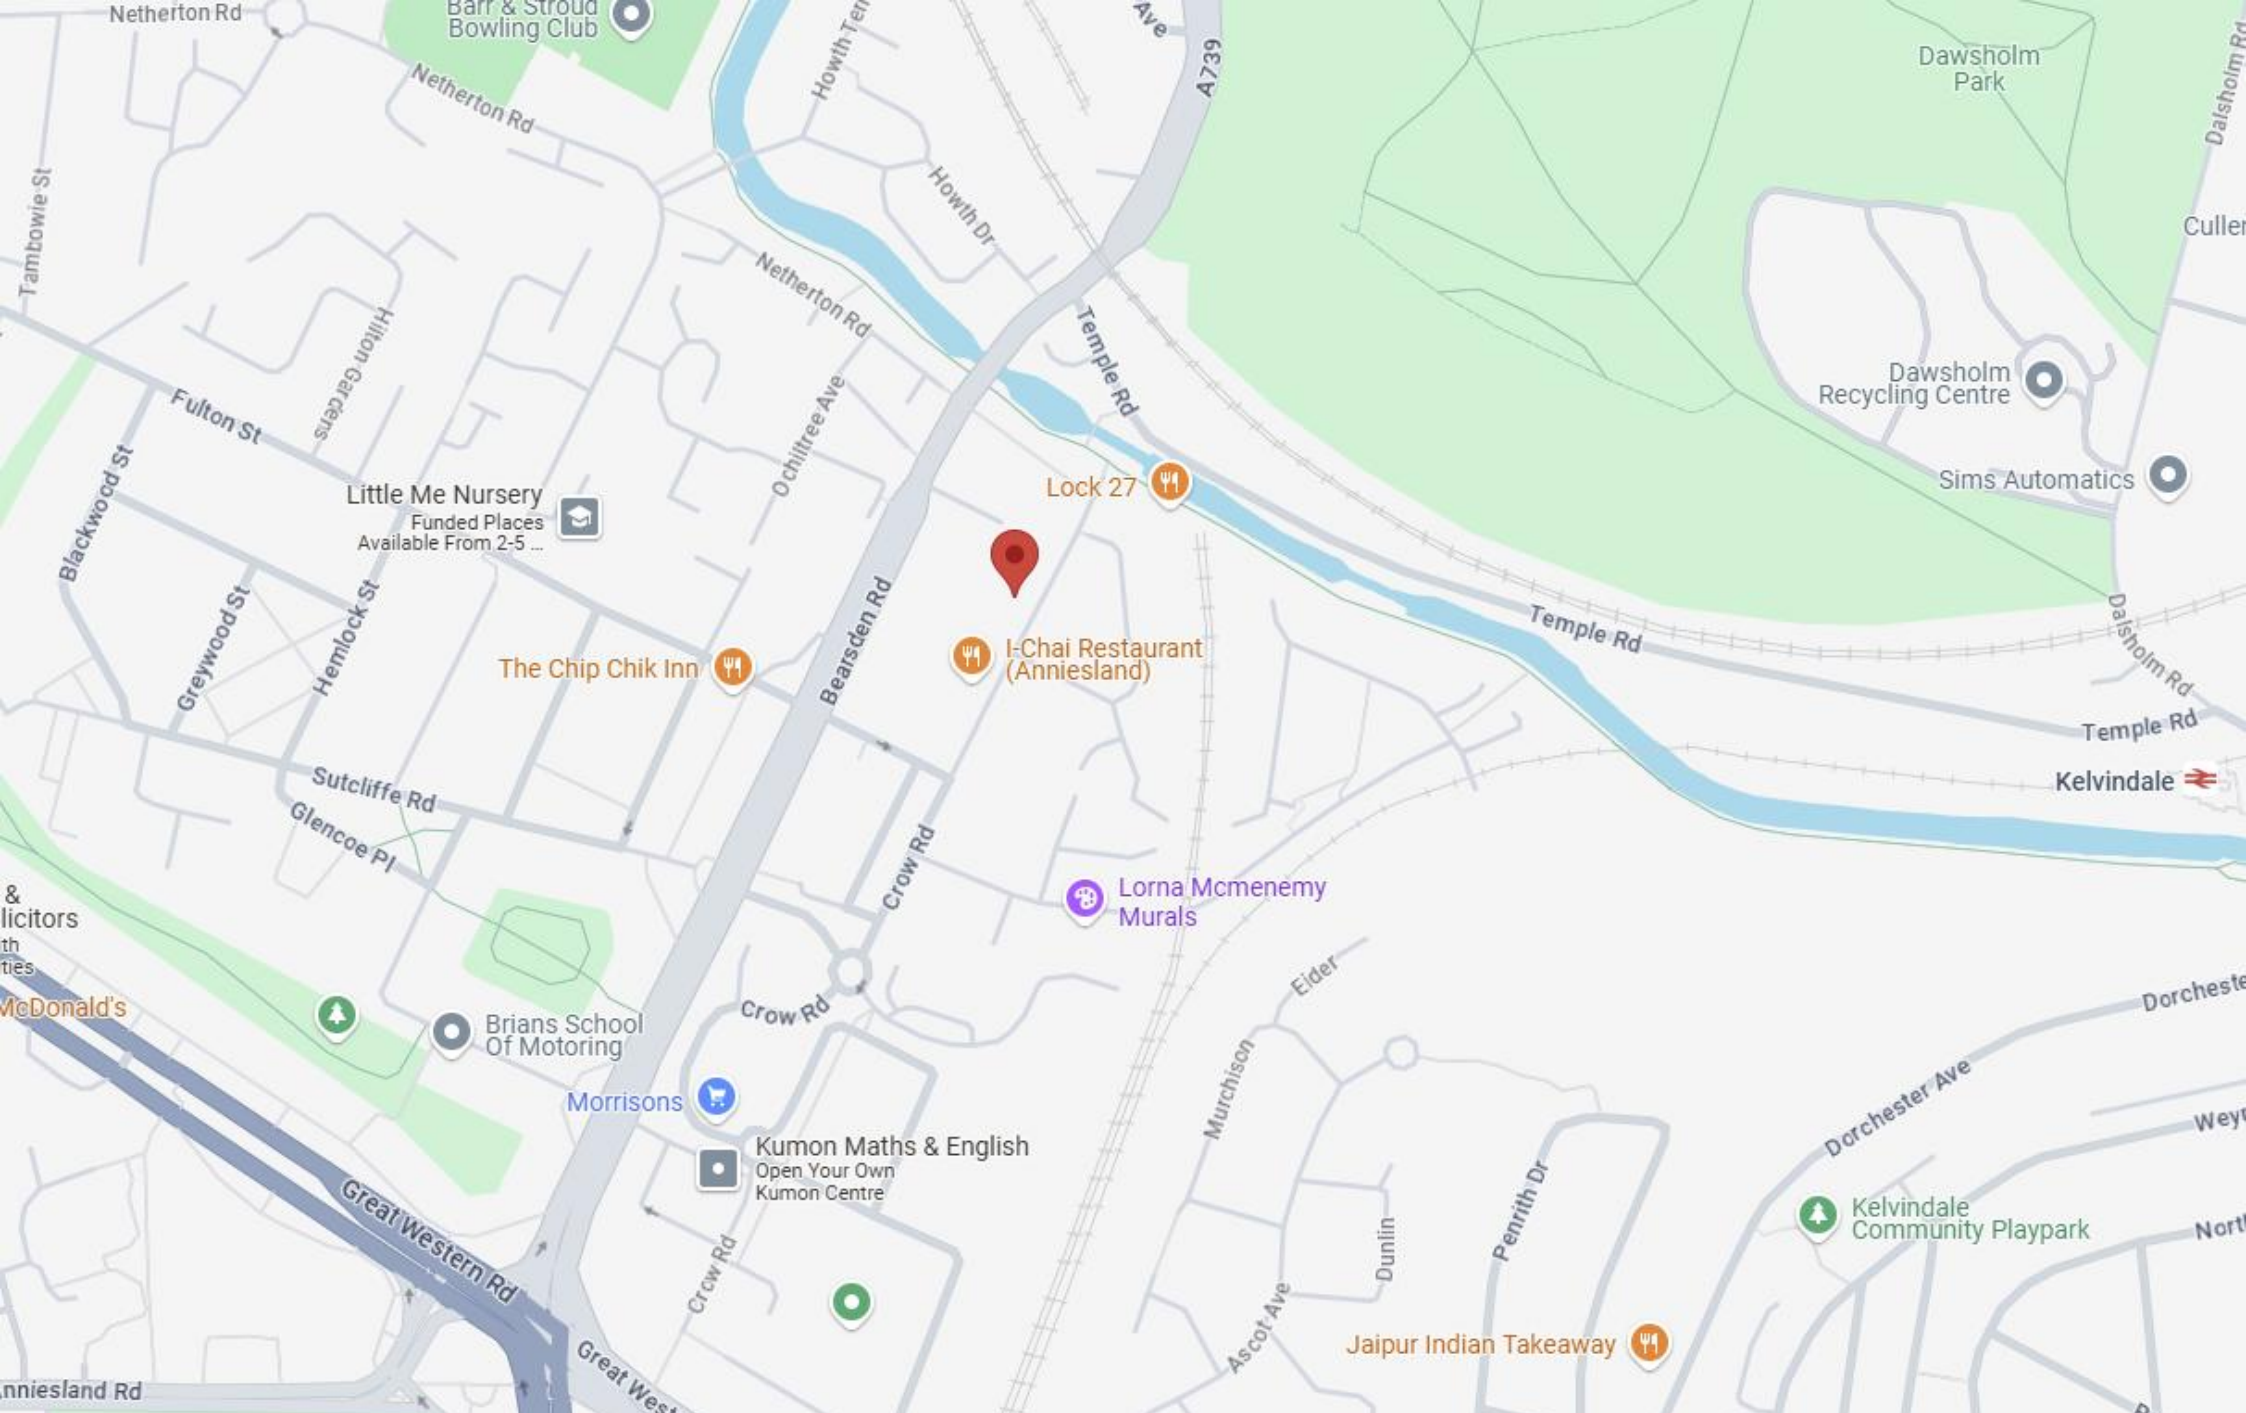 Netherton Rd
Barr & Stroud
Bowling Club
Howth Ter
Ave
A739
Dawsholm
Park
Dalsholm Rd
Netherton Rd
Tambowie St
Howth Dr
Culler
Netherton Rd
Hilton Gardens
Temple Rd
Dawsholm
Recycling Centre
Fulton St
Ochiltree Ave
Blackwood St
Little Me Nursery
Funded Places
Available From 2-5 ...
Lock 27
Sims Automatics
Greywood St
Hemlock St
Bearsden Rd
The Chip Chik Inn
I-Chai Restaurant
(Anniesland)
Temple Rd
Dalsholm Rd
Temple Rd
Kelvindale
Sutcliffe Rd
Glencoe Pl
Crow Rd
Lorna Mcmenemy
Murals
&
licitors
th
ties
McDonald's
Eider
Dorcheste
Crow Rd
Brians School
Of Motoring
Murchison
Dorchester Ave
Morrisons
Weyr
Kumon Maths & English
Open Your Own
Kumon Centre
Great Western Rd
Crow Rd
Penrith Dr
Dunlin
Kelvindale
Community Playpark
Nort
Ascot Ave
Jaipur Indian Takeaway
Great West
nniesland Rd